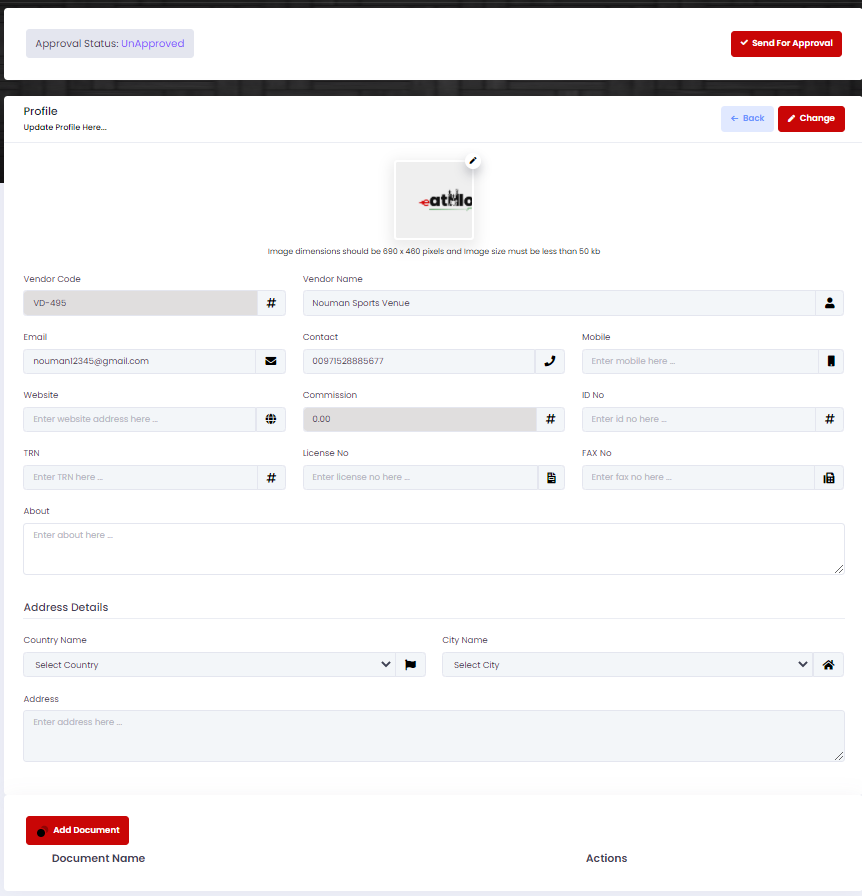 Approval Status: UnApproved
Send For Approval
Profile
Update Profile Here...
Back
Change
eatHlo
Image dimensions should be 690 x 460 pixels and Image size must be less than 50 kb
Vendor Code
Vendor Name
VD-495
#
Nouman Sports Venue
Email
Contact
Mobile
nouman12345@gmail.com
00971528885677
Enter mobile here ...
Website
Commission
ID No
Enter website address here ...
0.00
#
Enter id no here ...
#
TRN
License No
FAX No
Enter TRN here ...
#
Enter license no here ...
Enter fax no here ...
About
Enter about here ...
Address Details
Country Name
City Name
Select Country
Select City
Address
Enter address here ...
Add Document
Document Name
Actions